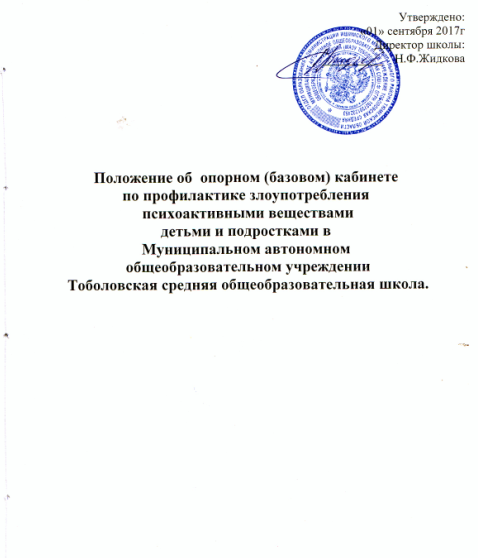 Утверждено:
«01» сентября 2017г
Директор школы:
Н.Ф.Жидкова
Положение об опорном (базовом) кабинете
по профилактике злоупотребления
психоактивными веществами
детьми и подростками в
Муниципальном автономном
общеобразовательном учреждении
Тоболовская средняя общеобразовательная школа.